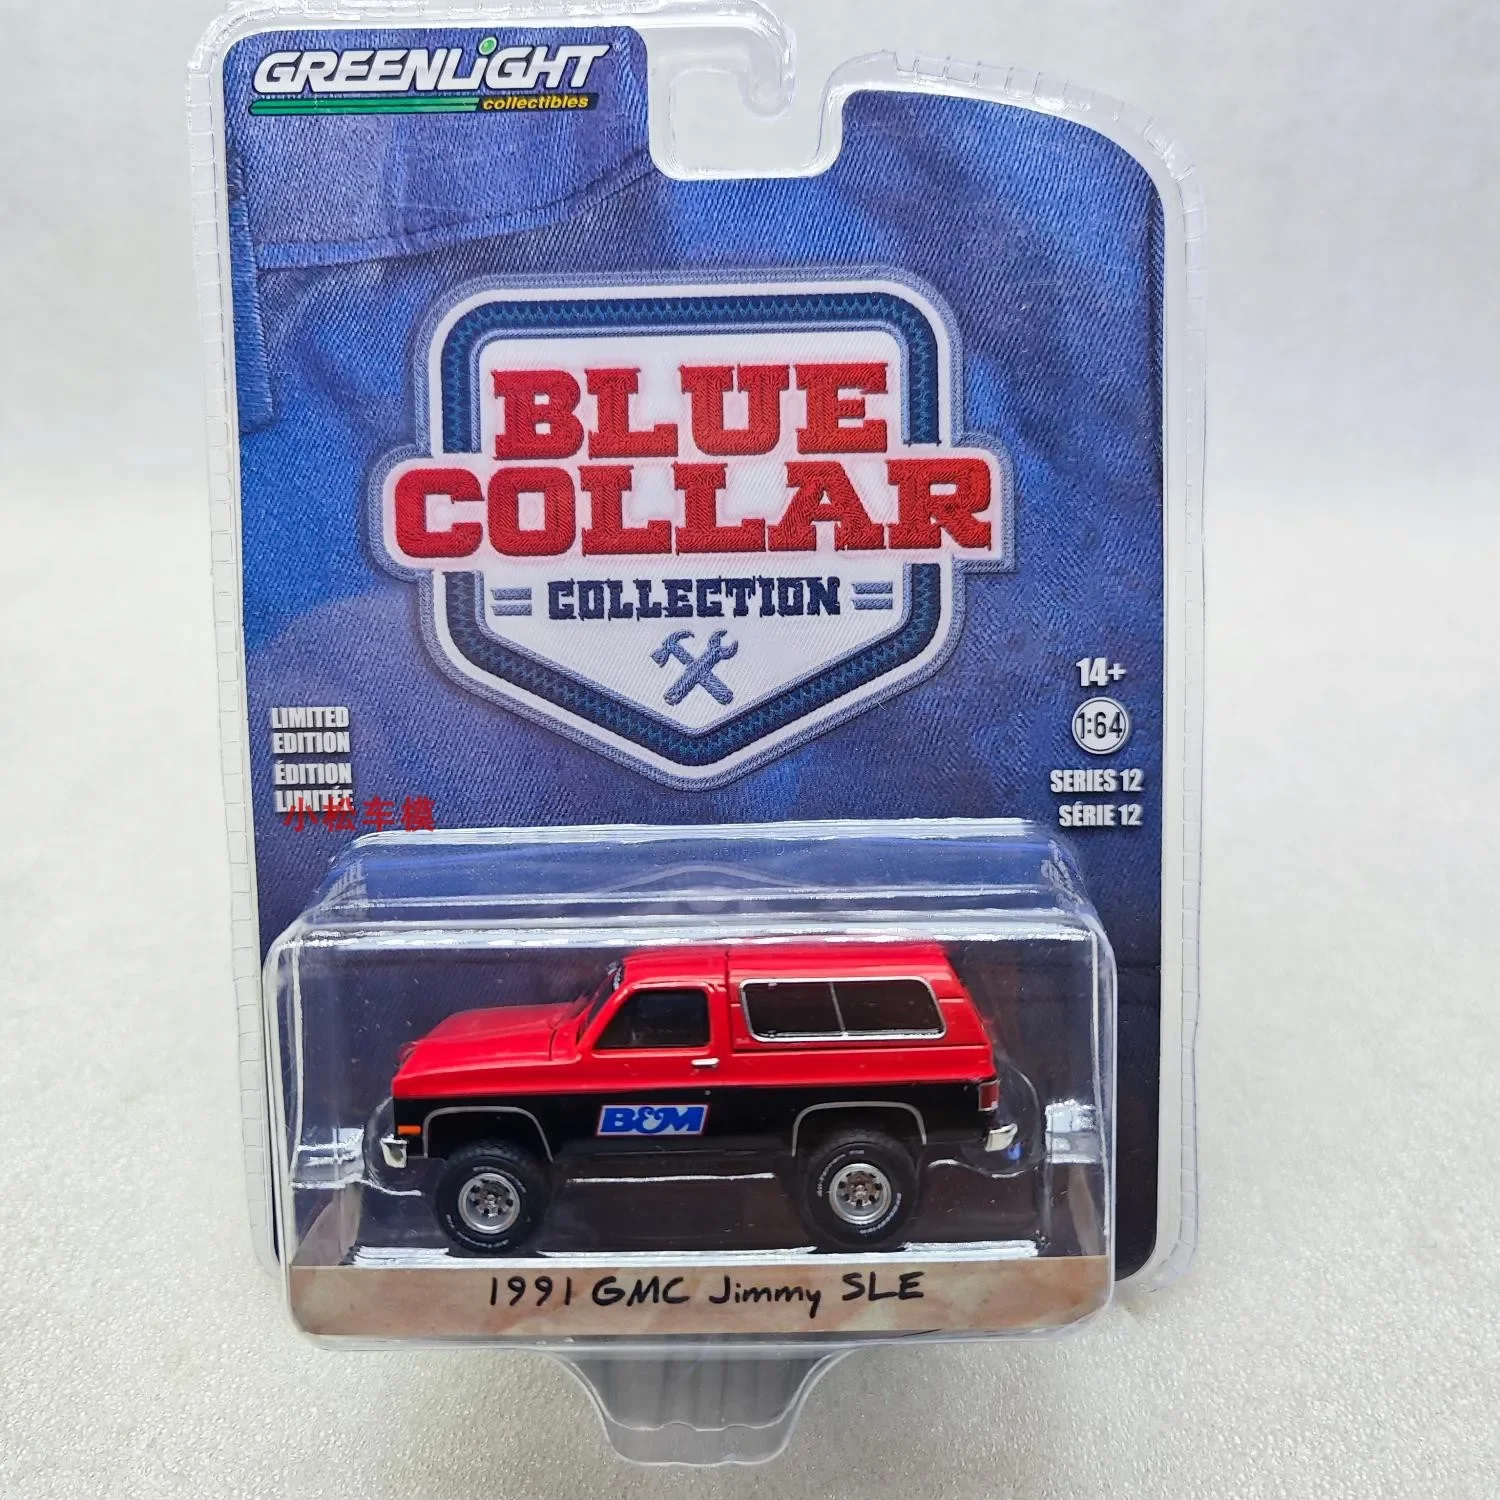 GREENLiGHT
collectibles
BLUE
COLLAR
COLLECTION
14+
1:64
SERIES 12
SÉRIE 12
LIMITED
EDITION
ÉDITION
LIMITÉE
小松车模
B&M
1991 GMC Jimmy SLE